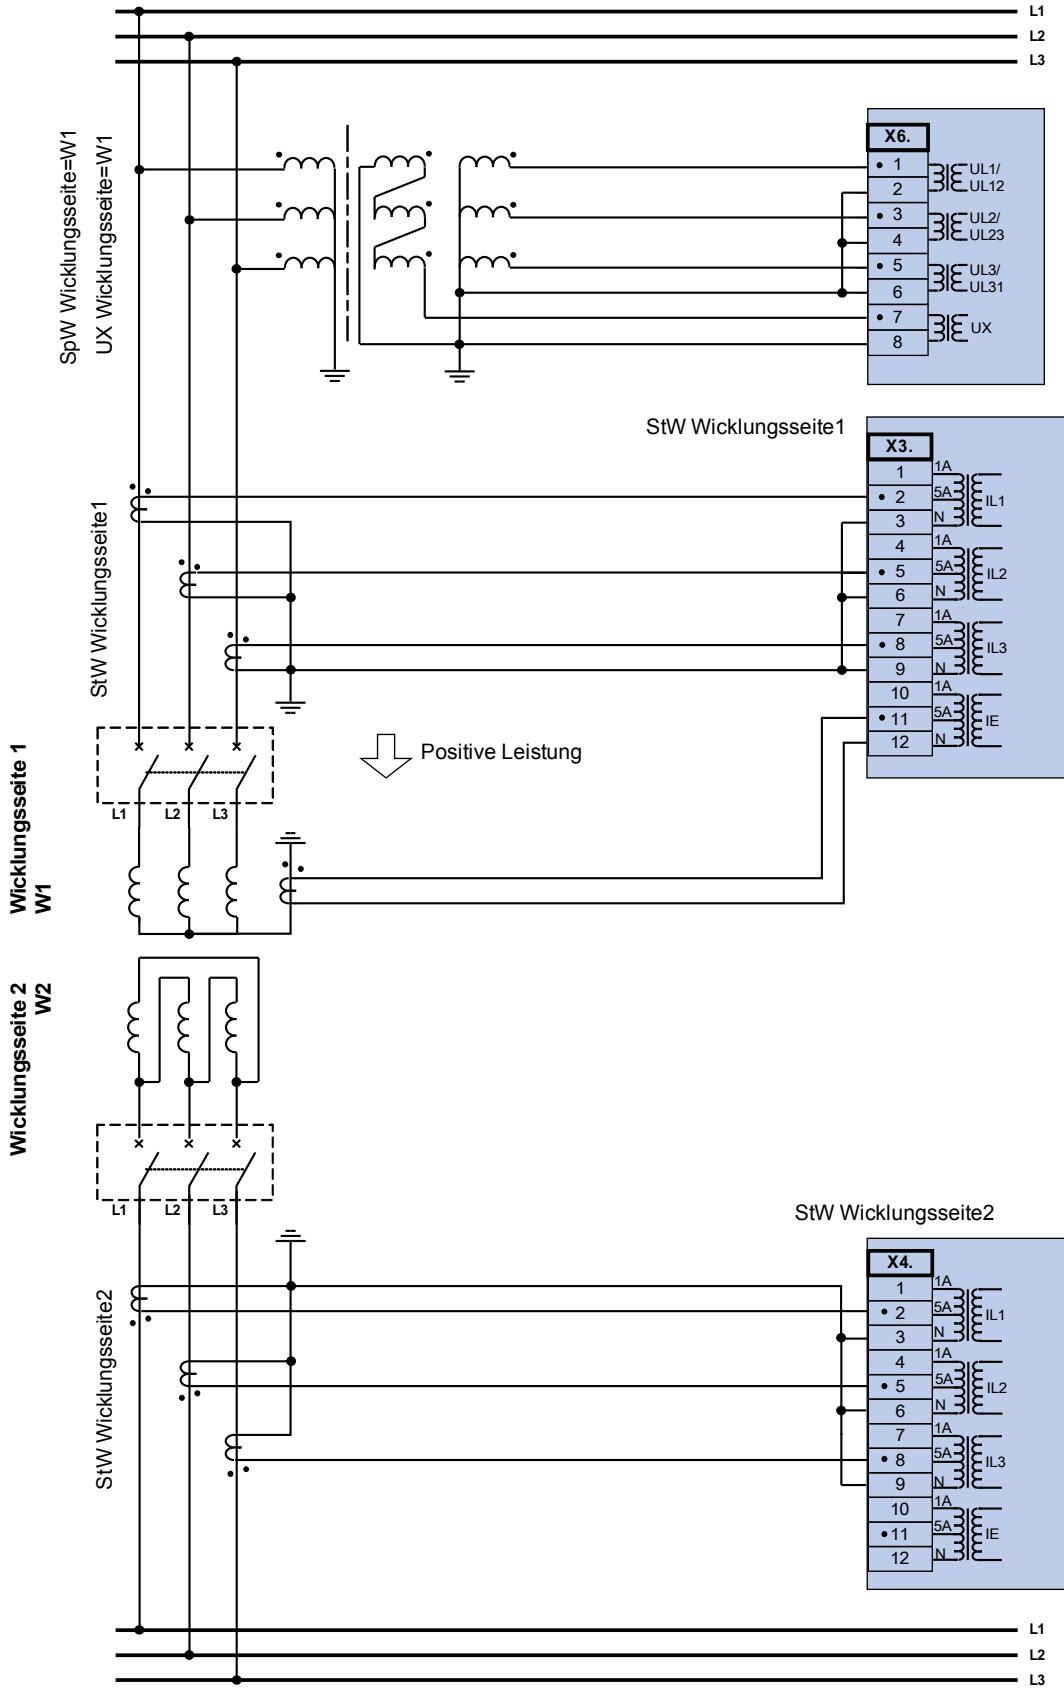 L1
L2
L3
SpW Wicklungsseite=W1
UX Wicklungsseite=W1
X6.
1
2
3
4
5
6
7
8
UL1/
UL12
UL2/
UL23
UL3/
UL31
UX
StW Wicklungsseite1
X3.
1
2
3
4
5
6
7
8
9
10
11
12
1A
5A
N
IL1
1A
5A
N
IL2
1A
5A
N
IL3
1A
5A
N
IE
StW Wicklungsseite1
Positive Leistung
L1
L2
L3
Wicklungsseite 1
W1
Wicklungsseite 2
W2
L1
L2
L3
StW Wicklungsseite2
X4.
1
2
3
4
5
6
7
8
9
10
11
12
1A
5A
N
IL1
1A
5A
N
IL2
1A
5A
N
IL3
1A
5A
N
IE
StW Wicklungsseite2
L1
L2
L3